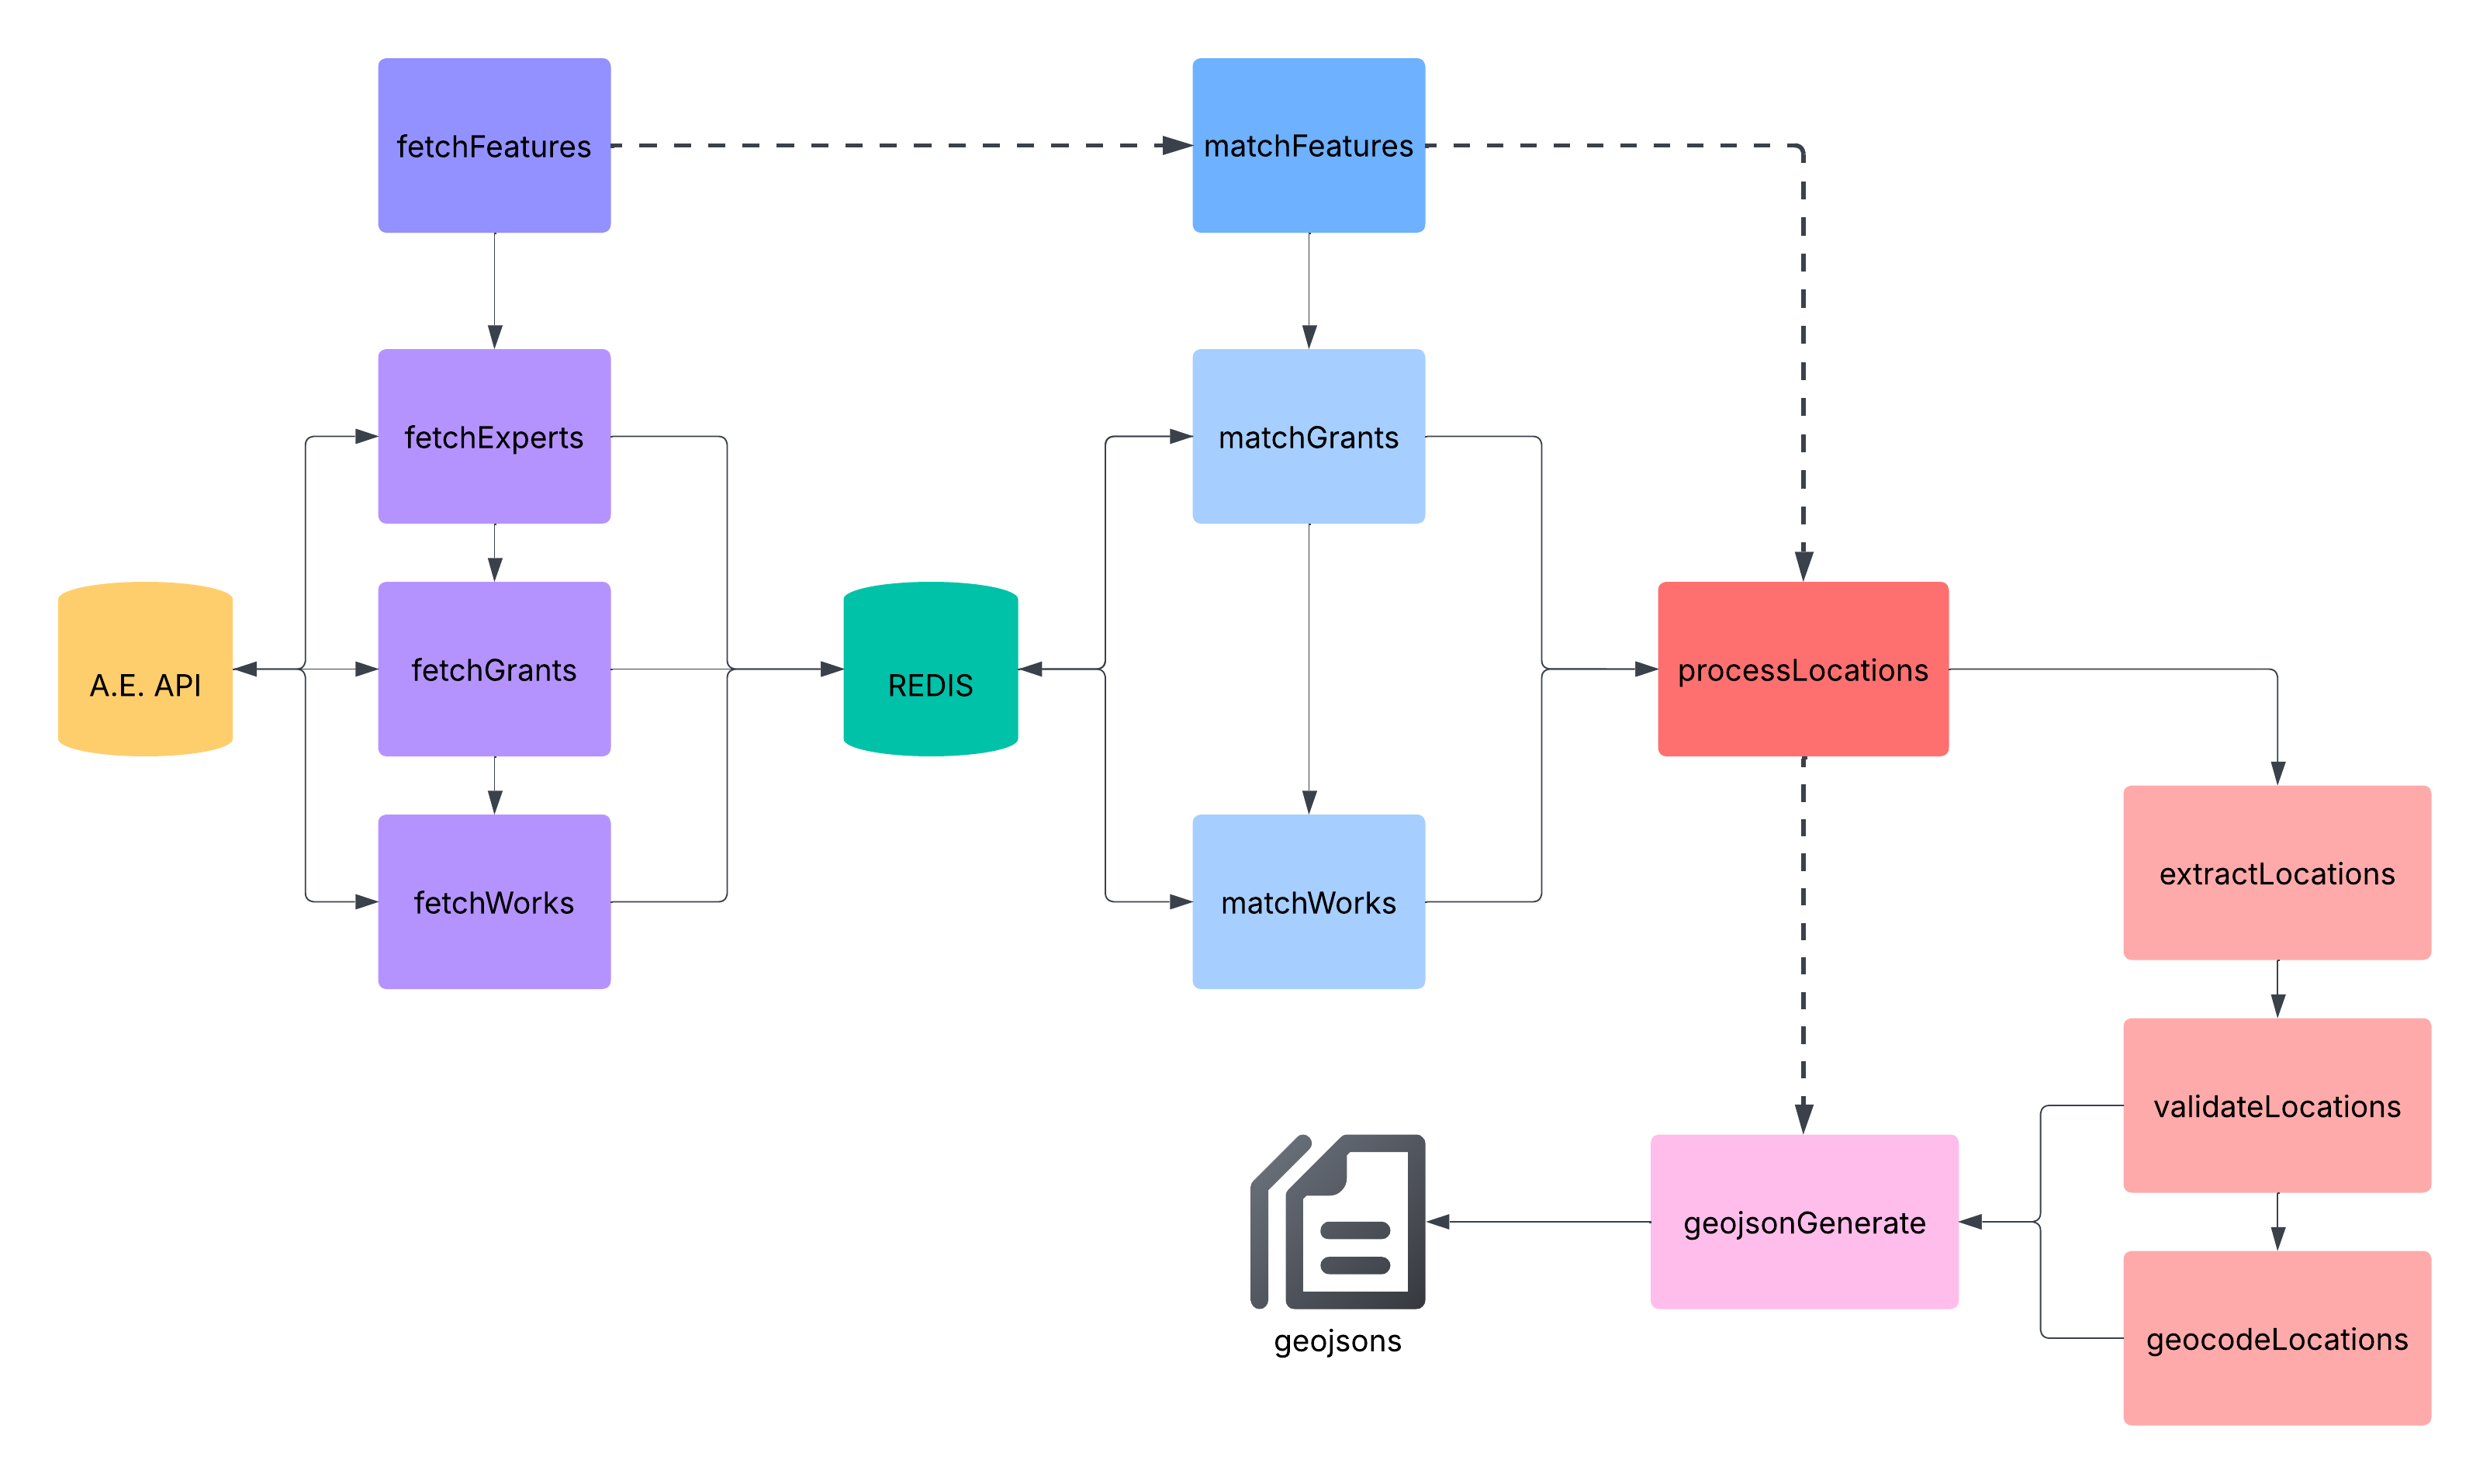 fetchFeatures
matchFeatures
fetchExperts
matchGrants
A.E. API
fetchGrants
REDIS
processLocations
fetchWorks
matchWorks
extractLocations
validateLocations
geojsonGenerate
geojsons
geocodeLocations